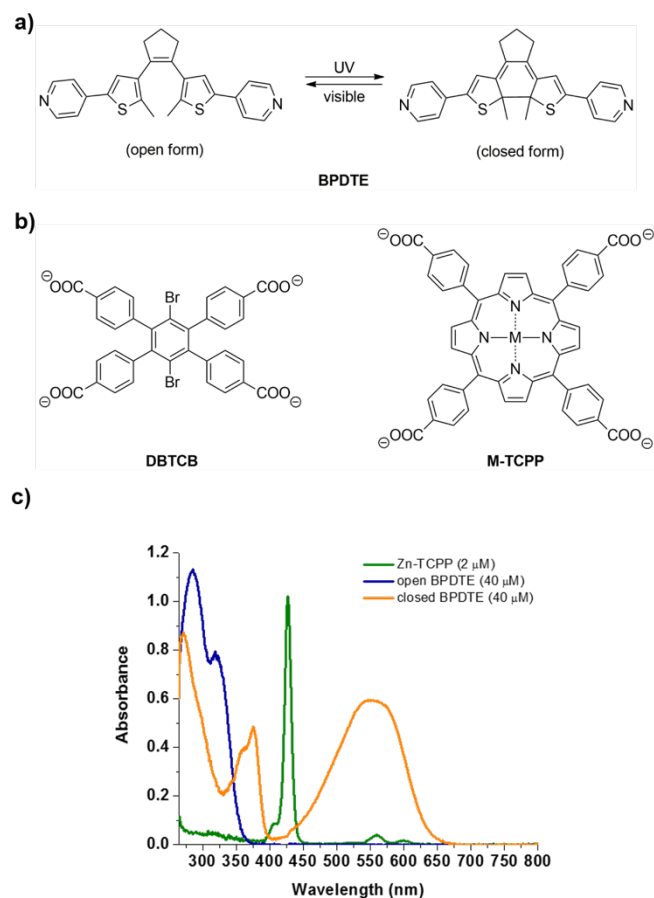 a)
UV
visible
N
S
S
N
N
S
S
N
(open form)
(closed form)
BPDTE
b)
⊖
OOC
COO
⊖
Br
Br
⊖
OOC
COO
⊖
DBTCB
⊖
OOC
COO
⊖
N
N
M
N
N
⊖
OOC
COO
⊖
M-TCPP
c)
1.2
1.0
0.8
0.6
0.4
0.2
0.0
Absorbance
Zn-TCPP (2 μM)
open BPDTE (40 μM)
closed BPDTE (40 μM)
300 350 400 450 500 550 600 650 700 750 800
Wavelength (nm)